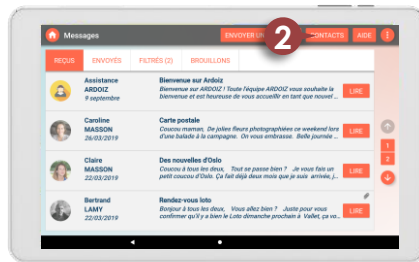 Messages
ENVOYER UN
2
CONTACTS
AIDE
REÇUS
ENVOYÉS
FILTRÉS (2)
BROUILLONS
Assistance
ARDOIZ
9 septembre
Bienvenue sur Ardoiz
Bienvenue sur ARDOIZ ! Toute l'équipe ARDOIZ vous souhaite la
bienvenue et est heureuse de vous accueillir en tant que nouvel ...
LIRE
Caroline
MASSON
26/03/2019
Carte postale
Coucou maman, De jolies fleurs photographiées ce weekend lors
d'une balade à la campagne. On vous embrasse. Belle journée ...
LIRE
Claire
MASSON
22/03/2019
Des nouvelles d'Oslo
Coucou à tous les deux, Tout se passe bien ? Je vous fais un
petit coucou d'Oslo. Ça fait déjà deux mois que je suis arrivée, j...
LIRE
Bertrand
LAMY
22/03/2019
Rendez-vous loto
Bonjour à tous les deux, Vous allez bien ? Juste pour vous
confirmer qu'il y a bien le Loto dimanche prochain à Vallet, ça vo...
LIRE
1
2